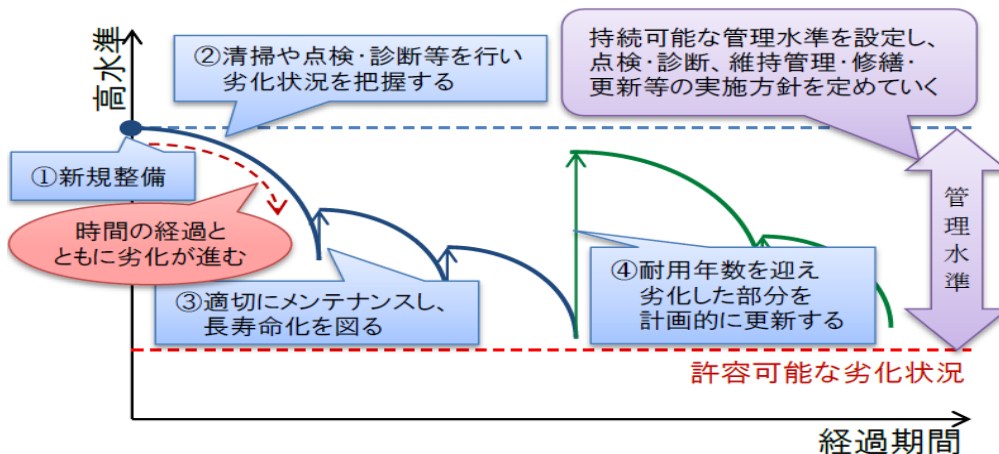 高水準
②清掃や点検・診断等を行い
劣化状況を把握する
持続可能な管理水準を設定し、
点検・診断、維持管理・修繕・
更新等の実施方針を定めていく
①新規整備
時間の経過と
ともに劣化が進む
③適切にメンテナンスし、
長寿命化を図る
④耐用年数を迎え
劣化した部分を
計画的に更新する
管理水準
許容可能な劣化状況
経過期間